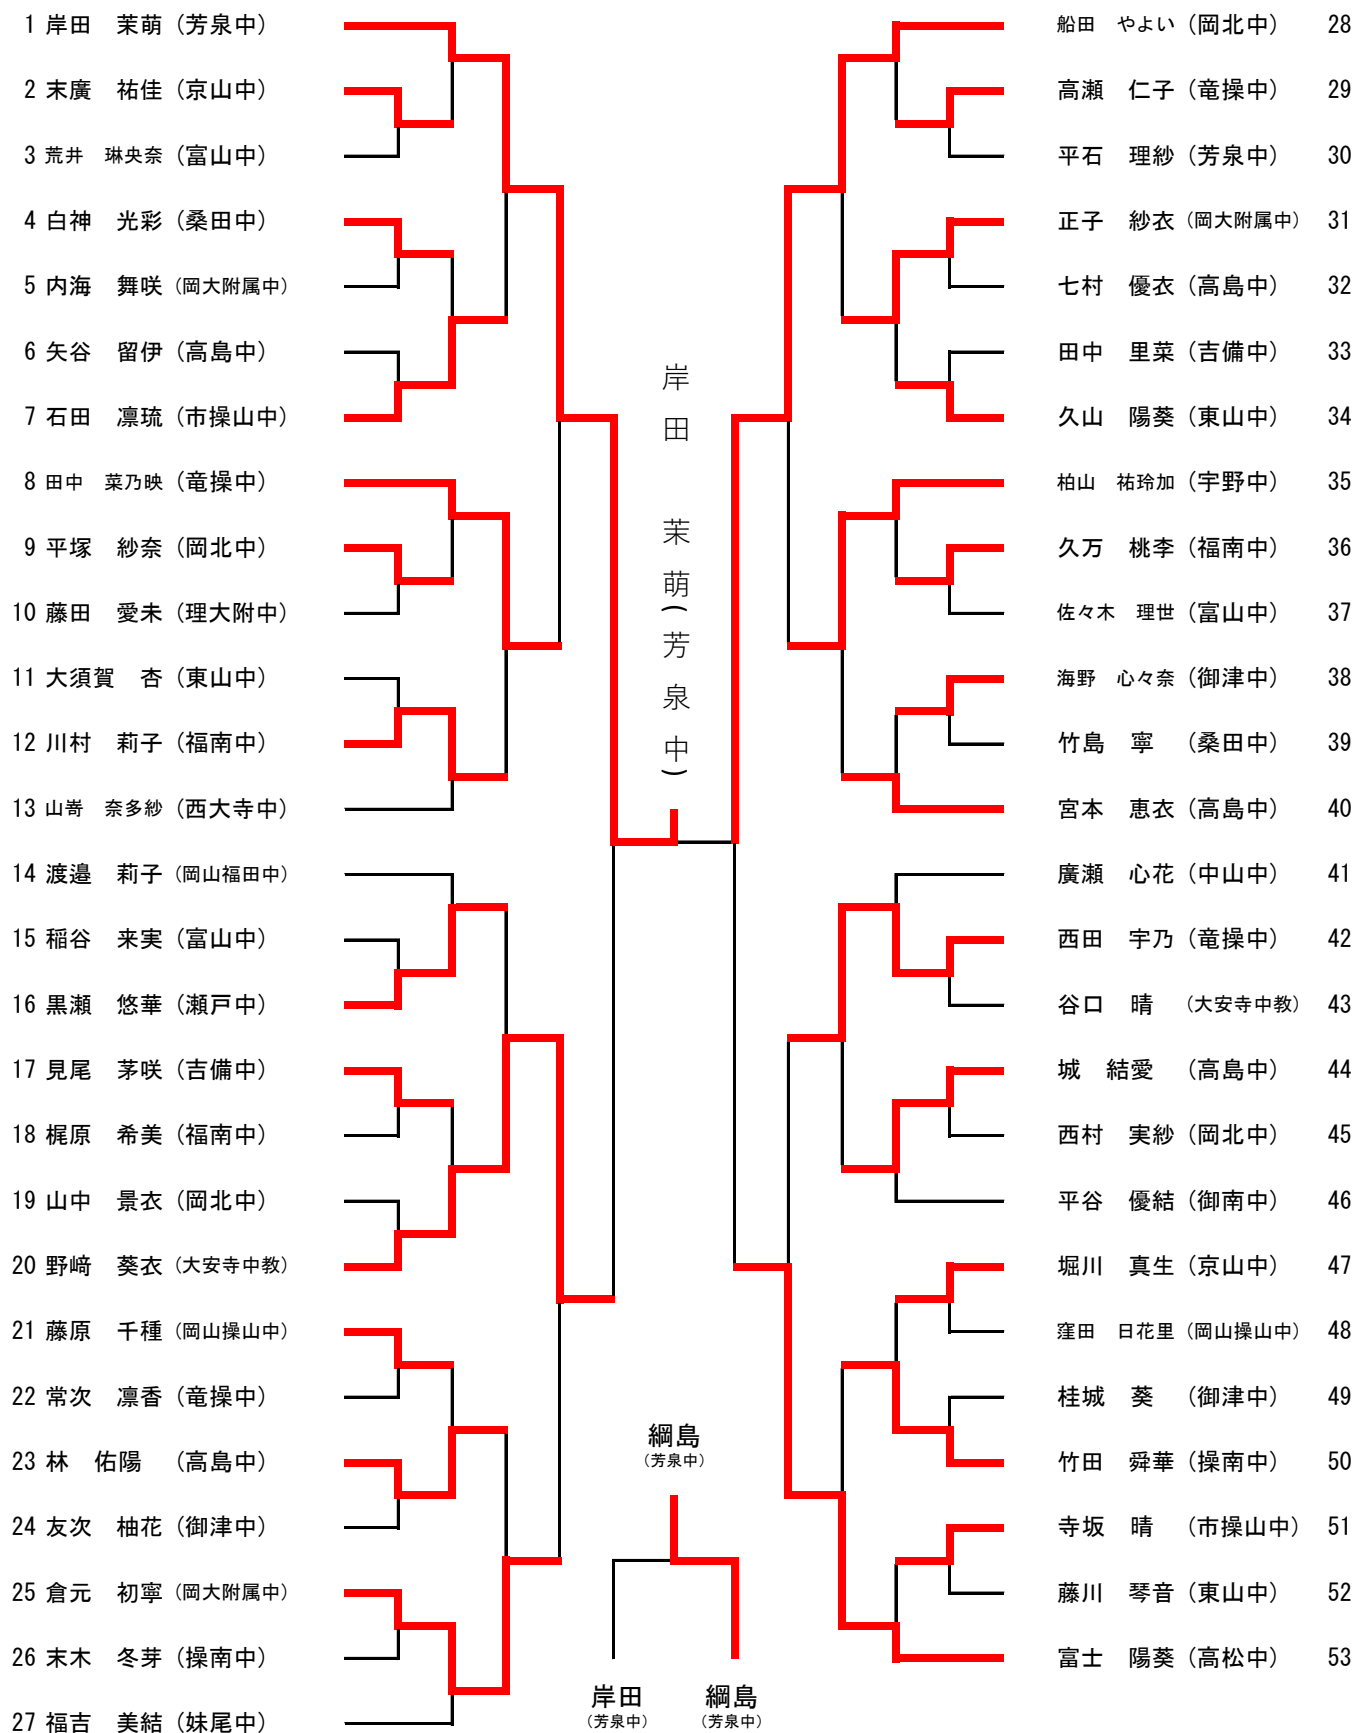 1 岸田　茉萌 (芳泉中)
2 末廣　祐佳 (京山中)
3 荒井　琳央奈 (富山中)
4 白神　光彩 (桑田中)
5 内海　舞咲 (岡大附属中)
6 矢谷　留伊 (高島中)
7 石田　凛琉 (市操山中)
8 田中　菜乃映 (竜操中)
9 平塚　紗奈 (岡北中)
10 藤田　愛未 (理大附中)
11 大須賀　杏 (東山中)
12 川村　莉子 (福南中)
13 山嵜　奈多紗 (西大寺中)
14 渡邉　莉子 (岡山福田中)
15 稲谷　来実 (富山中)
16 黒瀬　悠華 (瀬戸中)
17 見尾　茅咲 (吉備中)
18 梶原　希美 (福南中)
19 山中　景衣 (岡北中)
20 野﨑　葵衣 (大安寺中教)
21 藤原　千種 (岡山操山中)
22 常次　凛香 (竜操中)
23 林　佑陽 (高島中)
24 友次　柚花 (御津中)
25 倉元　初寧 (岡大附属中)
26 末木　冬芽 (操南中)
27 福吉　美結 (妹尾中)
岸田　茉萌(芳泉中)
綱島
(芳泉中)
岸田
(芳泉中)
綱島
(芳泉中)
船田　やよい (岡北中) 28
高瀬　仁子 (竜操中) 29
平石　理紗 (芳泉中) 30
正子　紗衣 (岡大附属中) 31
七村　優衣 (高島中) 32
田中　里菜 (吉備中) 33
久山　陽葵 (東山中) 34
柏山　祐玲加 (宇野中) 35
久万　桃李 (福南中) 36
佐々木　理世 (富山中) 37
海野　心々奈 (御津中) 38
竹島　寧 (桑田中) 39
宮本　恵衣 (高島中) 40
廣瀬　心花 (中山中) 41
西田　宇乃 (竜操中) 42
谷口　晴 (大安寺中教) 43
城　結愛 (高島中) 44
西村　実紗 (岡北中) 45
平谷　優結 (御南中) 46
堀川　真生 (京山中) 47
窪田　日花里 (岡山操山中) 48
桂城　葵 (御津中) 49
竹田　舜華 (操南中) 50
寺坂　晴 (市操山中) 51
藤川　琴音 (東山中) 52
富士　陽葵 (高松中) 53